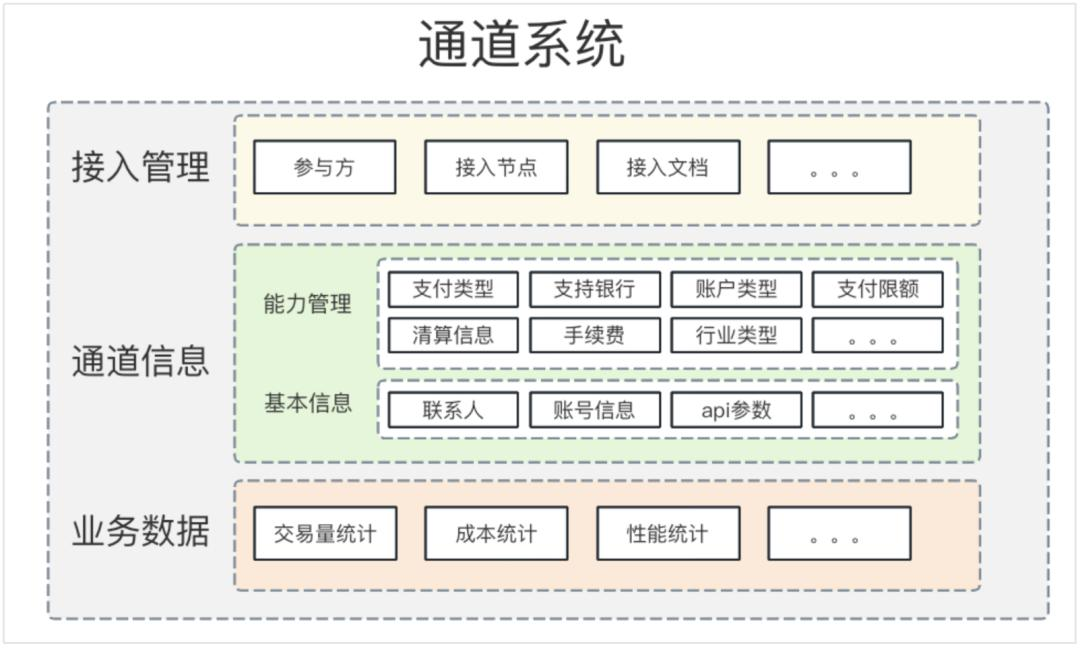 通道系统
接入管理
参与方 接入节点 接入文档 。。。
通道信息
能力管理
支付类型 支持银行 账户类型 支付限额
清算信息 手续费 行业类型 。。。
基本信息
联系人 账号信息 api参数 。。。
业务数据
交易量统计 成本统计 性能统计 。。。